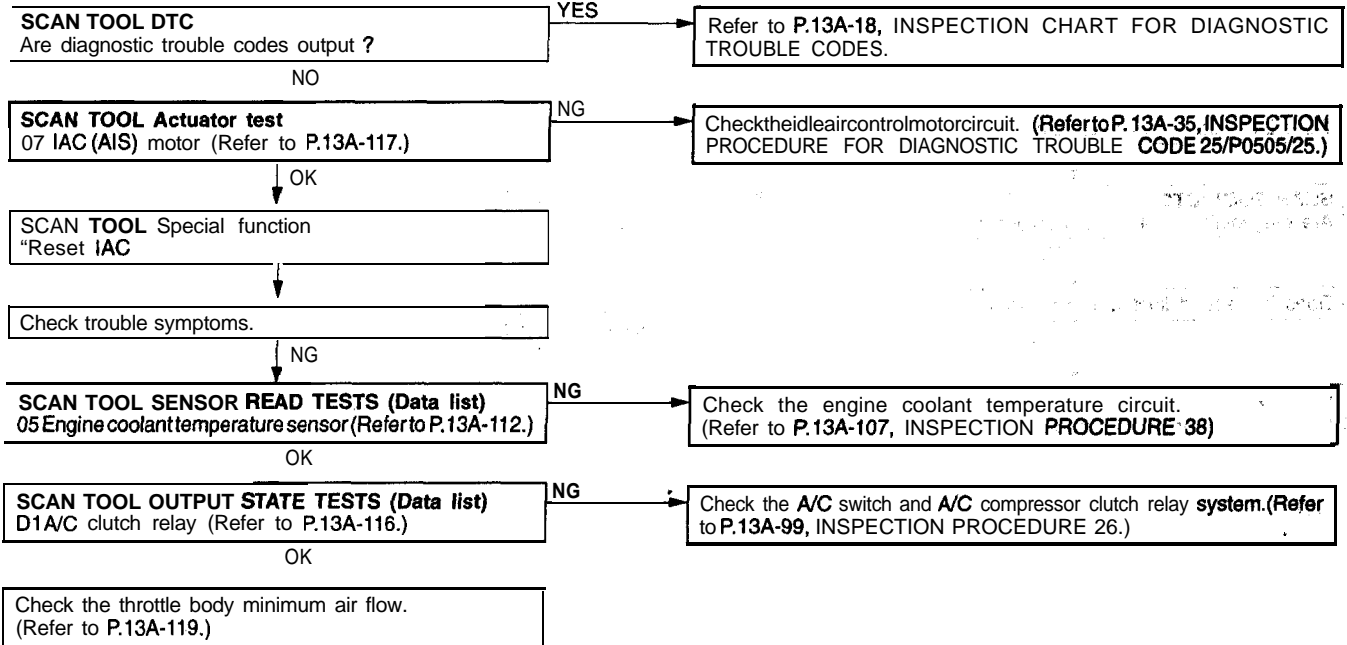 SCAN TOOL DTC
Are diagnostic trouble codes output ?
YES
Refer to P.13A-18, INSPECTION CHART FOR DIAGNOSTIC
TROUBLE CODES.
NO
SCAN TOOL Actuator test
07 IAC (AIS) motor (Refer to P.13A-117.)
NG
Checktheidleaircontrolmotorcircuit. (RefertoP.13A-35,INSPECTION
PROCEDURE FOR DIAGNOSTIC TROUBLE CODE 25/P0505/25.)
OK
SCAN TOOL Special function
“Reset IAC
Check trouble symptoms.
NG
SCAN TOOL SENSOR READ TESTS (Data list)
05 Engine coolant temperature sensor (Refer to P.13A-112.)
NG
Check the engine coolant temperature circuit.
(Refer to P.13A-107, INSPECTION PROCEDURE 38)
OK
SCAN TOOL OUTPUT STATE TESTS (Data list)
D1A/C clutch relay (Refer to P.13A-116.)
NG
Check the A/C switch and A/C compressor clutch relay system.(Refer
to P.13A-99, INSPECTION PROCEDURE 26.)
OK
Check the throttle body minimum air flow.
(Refer to P.13A-119.)